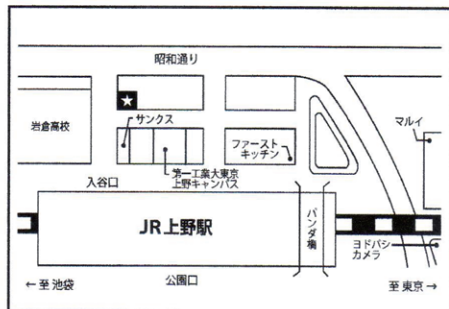 昭和通り
岩倉高校
サンクス
第一工業大東京
上野キャンパス
ファースト
キッチン
マルイ
入谷口
JR上野駅
パンダ橋
ヨドバシ
カメラ
← 至 池袋
公園口
至 東京 →